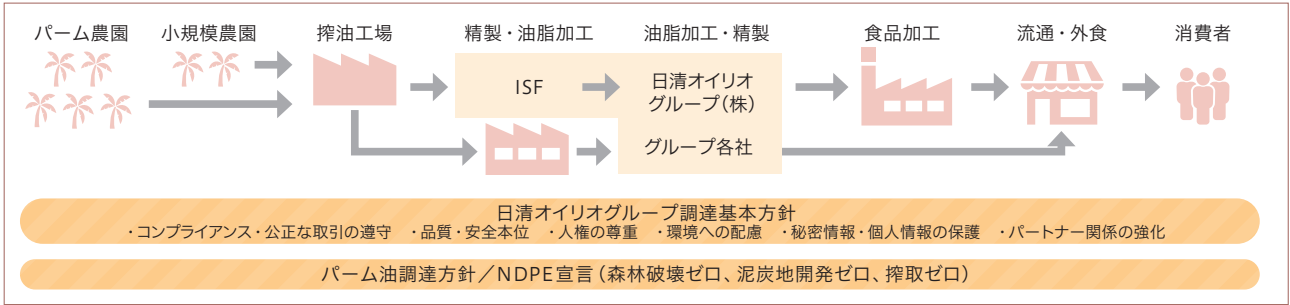 パーム農園
小規模農園
搾油工場
精製・油脂加工
油脂加工・精製
食品加工
流通・外食
消費者
ISF
日清オイリオ
グループ(株)
グループ各社
日清オイリオグループ調達基本方針
・コンプライアンス・公正な取引の遵守 ・品質・安全本位 ・人権の尊重 ・環境への配慮 ・秘密情報・個人情報の保護 ・パートナー関係の強化
パーム油調達方針/NDPE宣言(森林破壊ゼロ、泥炭地開発ゼロ、搾取ゼロ)